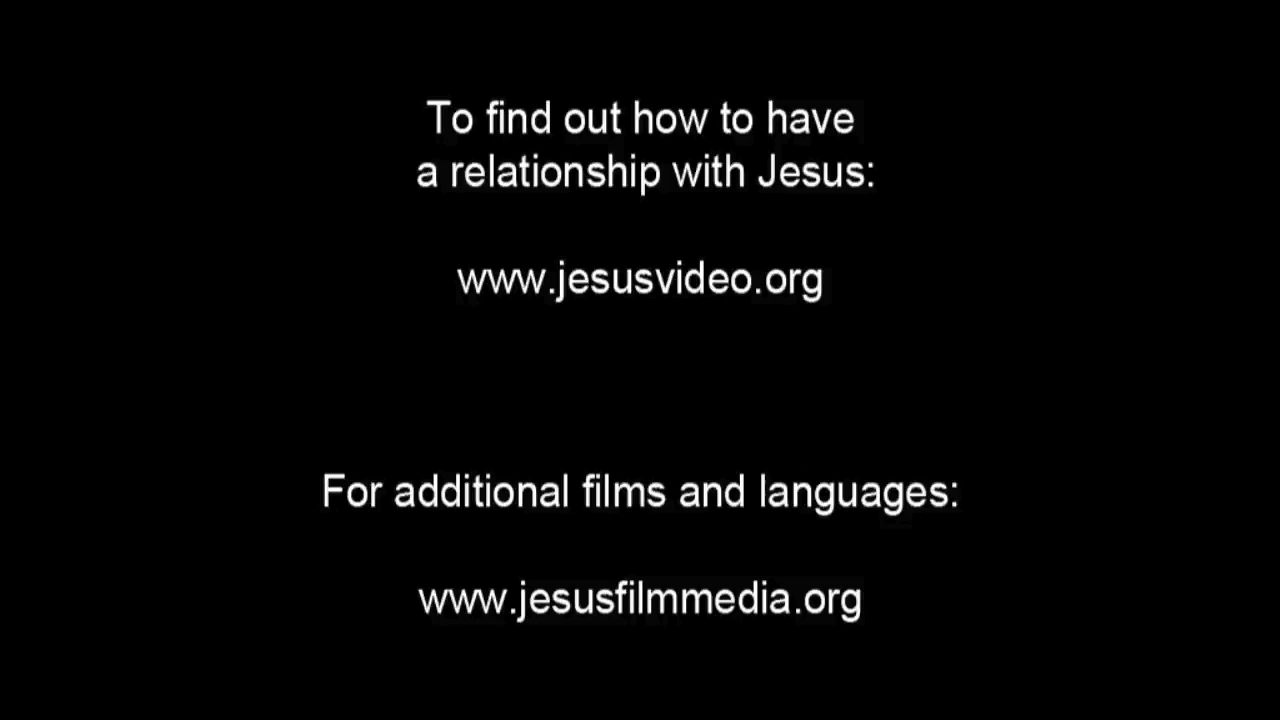 To find out how to have
a relationship with Jesus:
www.jesusvideo.org
For additional films and languages:
www.jesusfilmmedia.org